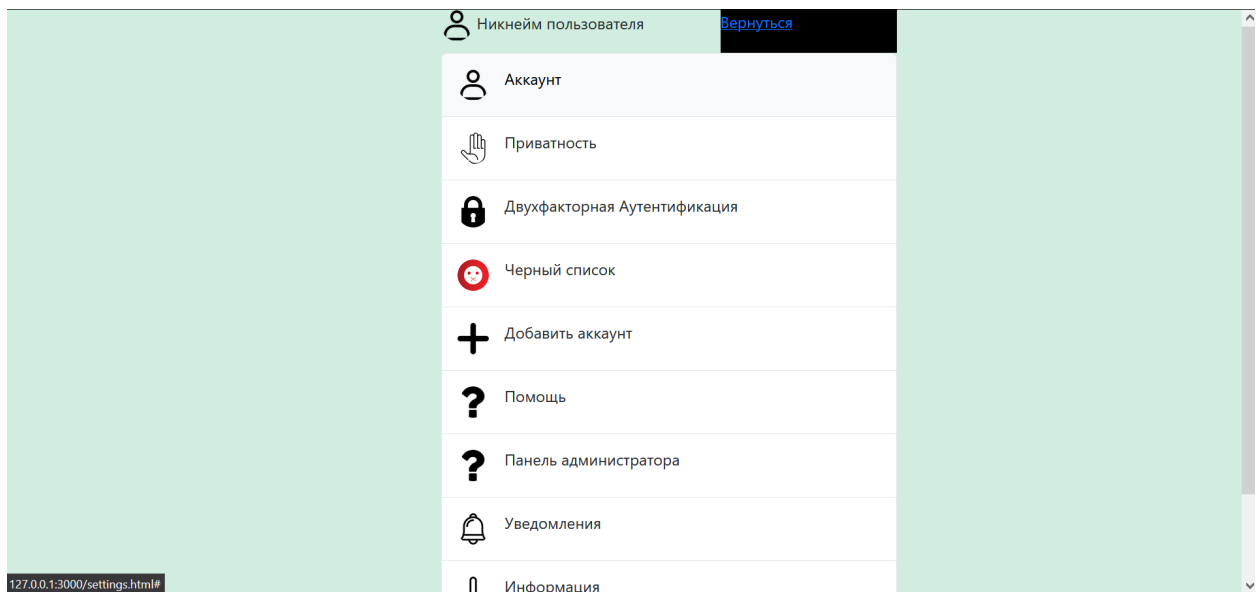 Никнейм пользователя Вернуться
Аккаунт
Приватность
Двухфакторная Аутентификация
Черный список
Добавить аккаунт
Помощь
Панель администратора
Уведомления
Информация
127.0.0.1:3000/settings.html#